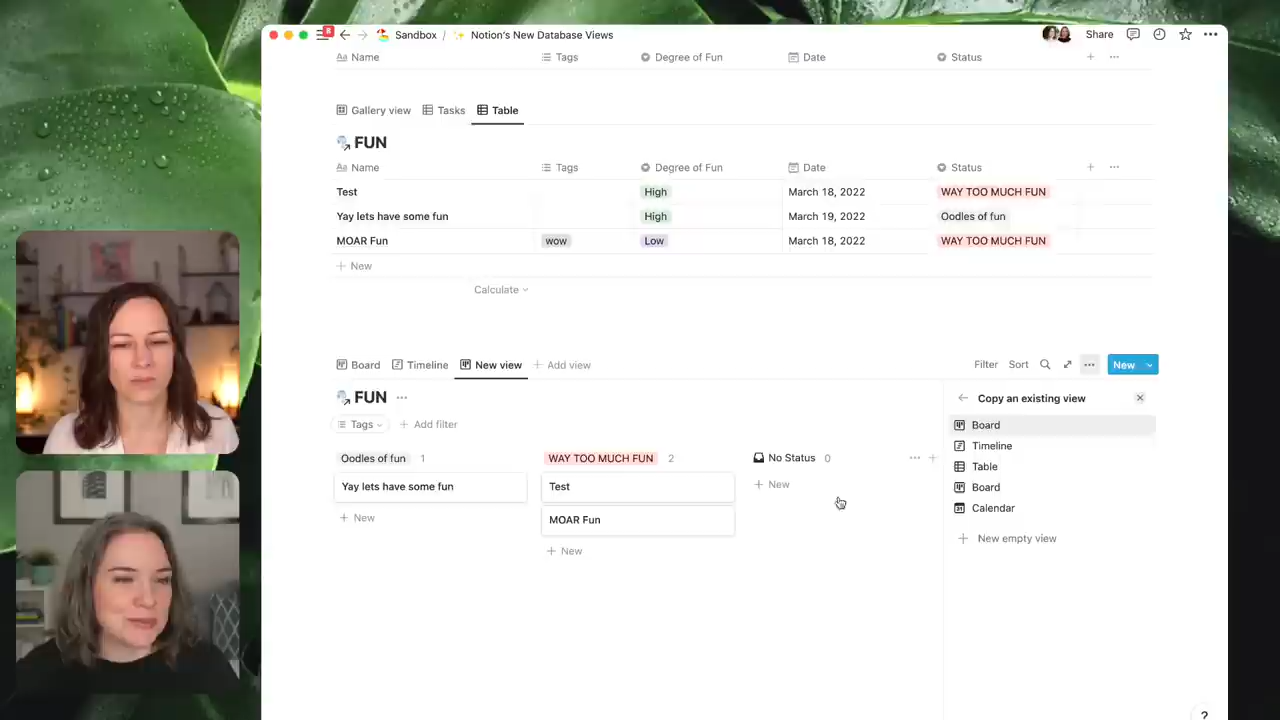 8
Sandbox / ✨ Notion's New Database Views
Share
Aa Name Tags Degree of Fun Date Status
Gallery view Tasks Table
FUN
Aa Name Tags Degree of Fun Date Status
Test High March 18, 2022 WAY TOO MUCH FUN
Yay lets have some fun High March 19, 2022 Oodles of fun
MOAR Fun wow Low March 18, 2022 WAY TOO MUCH FUN
+ New
Calculate
Board Timeline New view + Add view Filter Sort New
FUN
Copy an existing view
Tags + Add filter
Board
Timeline
Oodles of fun 1 WAY TOO MUCH FUN 2 No Status 0
Table
Yay lets have some fun Test + New
Board
Calendar
+ New MOAR Fun
+ New empty view
+ New
?